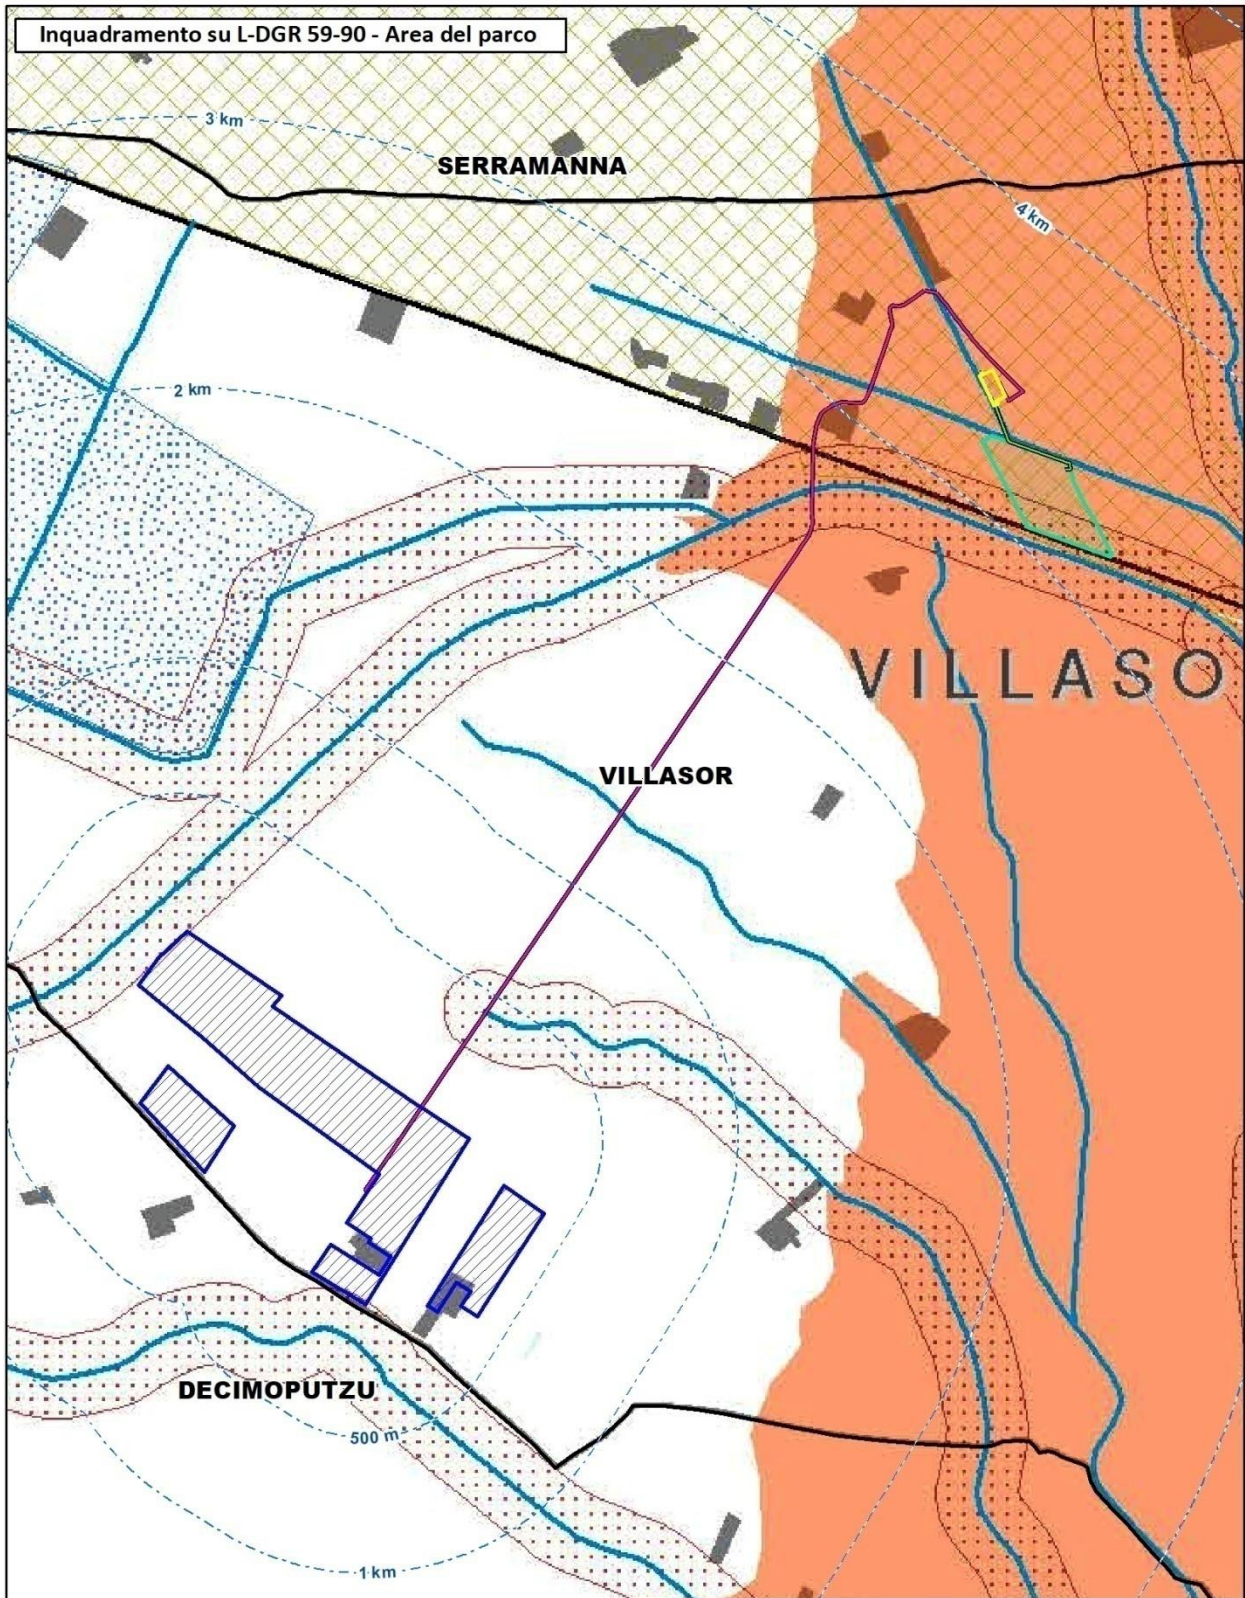 Inquadramento su L-DGR 59-90 - Area del parco
3 km
SERRAMANNA
4 km
2 km
VILLASO
VILLASOR
DECIMOPUTZU
500 m
1 km